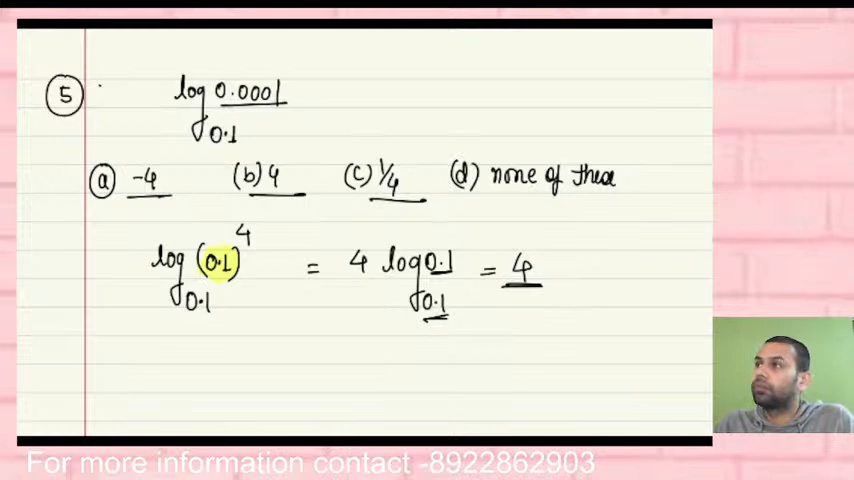 5 log 0.0001
0.1
a -4 (b) 4 (c) 1/4 (d) none of these
log (0.1)^4 = 4 log 0.1 = 4
0.1 0.1
For more information contact -8922862903